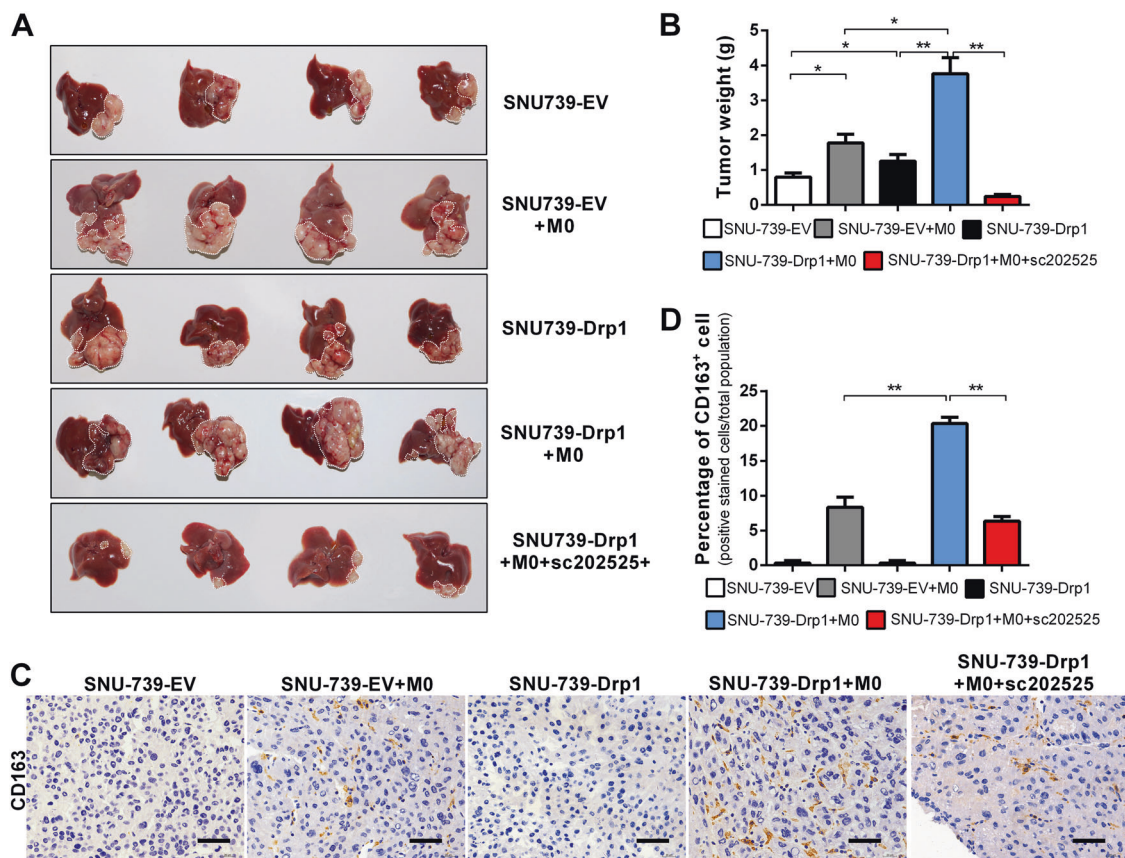 A
SNU739-EV
SNU739-EV
+M0
SNU739-Drp1
SNU739-Drp1
+M0
SNU739-Drp1
+M0+sc202525+
B
Tumor weight (g)
5
4
3
2
1
0
*
*
**
**
*
SNU-739-EV
SNU-739-EV+M0
SNU-739-Drp1
SNU-739-Drp1+M0
SNU-739-Drp1+M0+sc202525
D
Percentage of CD163⁺ cell
(positive stained cells/total population)
25
20
15
10
5
0
**
**
SNU-739-EV
SNU-739-EV+M0
SNU-739-Drp1
SNU-739-Drp1+M0
SNU-739-Drp1+M0+sc202525
C
SNU-739-EV
SNU-739-EV+M0
SNU-739-Drp1
SNU-739-Drp1+M0
SNU-739-Drp1
+M0+sc202525
CD163